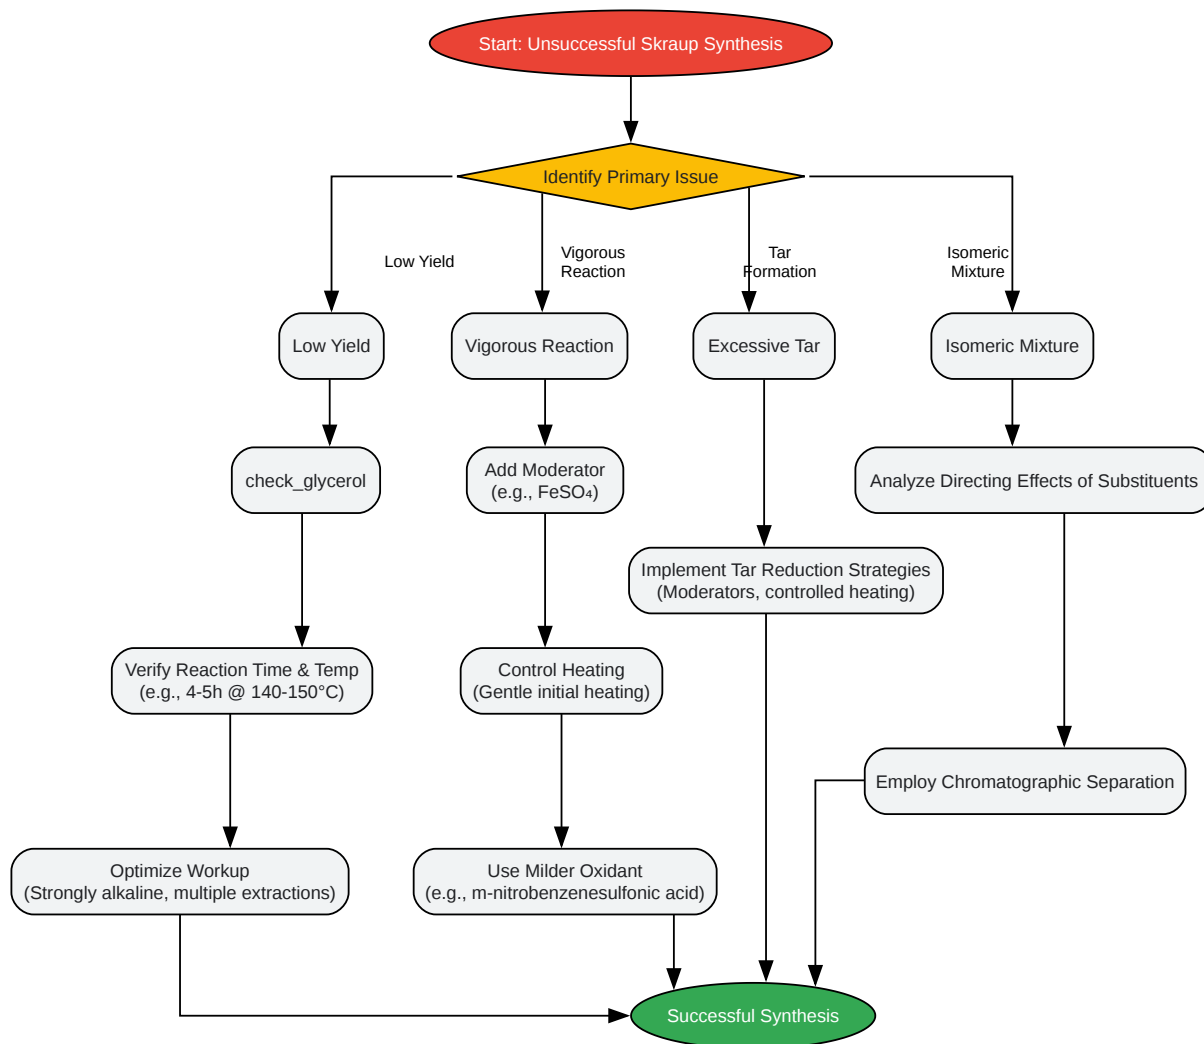 Start: Unsuccessful Skraup Synthesis
Identify Primary Issue
Low Yield
Vigorous
Reaction
Tar
Formation
Isomeric
Mixture
Low Yield
Vigorous Reaction
Excessive Tar
Isomeric Mixture
check_glycerol
Add Moderator
(e.g., FeSO₄)
Analyze Directing Effects of Substituents
Implement Tar Reduction Strategies
(Moderators, controlled heating)
Verify Reaction Time & Temp
(e.g., 4-5h @ 140-150°C)
Control Heating
(Gentle initial heating)
Employ Chromatographic Separation
Optimize Workup
(Strongly alkaline, multiple extractions)
Use Milder Oxidant
(e.g., m-nitrobenzenesulfonic acid)
Successful Synthesis